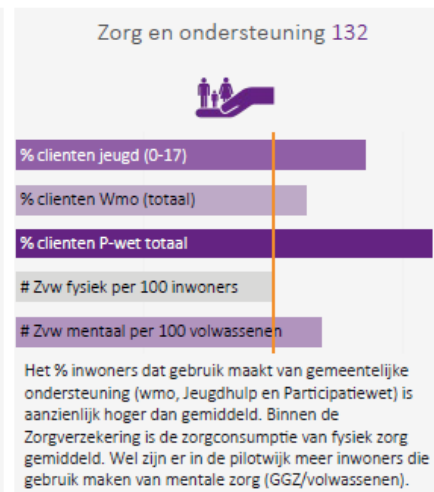 Zorg en ondersteuning 132
% clienten jeugd (0-17)
% clienten Wmo (totaal)
% clienten P-wet totaal
# Zvw fysiek per 100 inwoners
# Zvw mentaal per 100 volwassenen
Het % inwoners dat gebruik maakt van gemeentelijke
ondersteuning (wmo, Jeugdhulp en Participatiewet) is
aanzienlijk hoger dan gemiddeld. Binnen de
Zorgverzekering is de zorgconsumptie van fysiek zorg
gemiddeld. Wel zijn er in de pilotwijk meer inwoners die
gebruik maken van mentale zorg (GGZ/volwassenen).